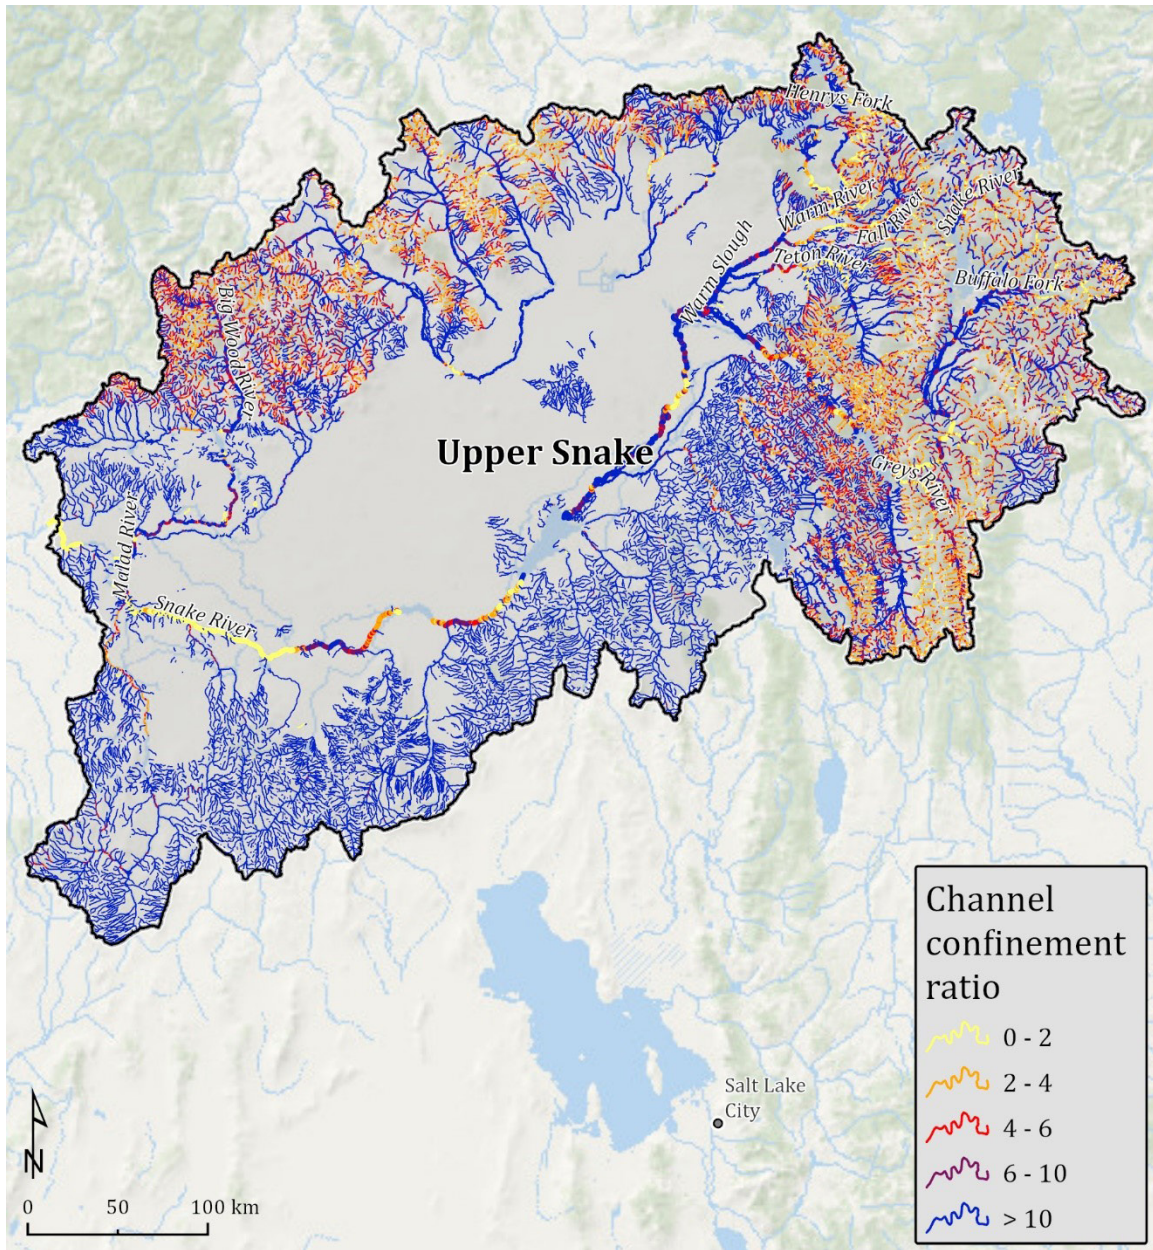 Henrys Fork
Snake River
Warm River
Fall River
Teton River
Warm Slough
Buffalo Fork
Big Wood River
Upper Snake
Greys River
Malad River
Snake River
Channel
confinement
ratio
0 - 2
2 - 4
4 - 6
6 - 10
> 10
Salt Lake
City
N
0 50 100 km